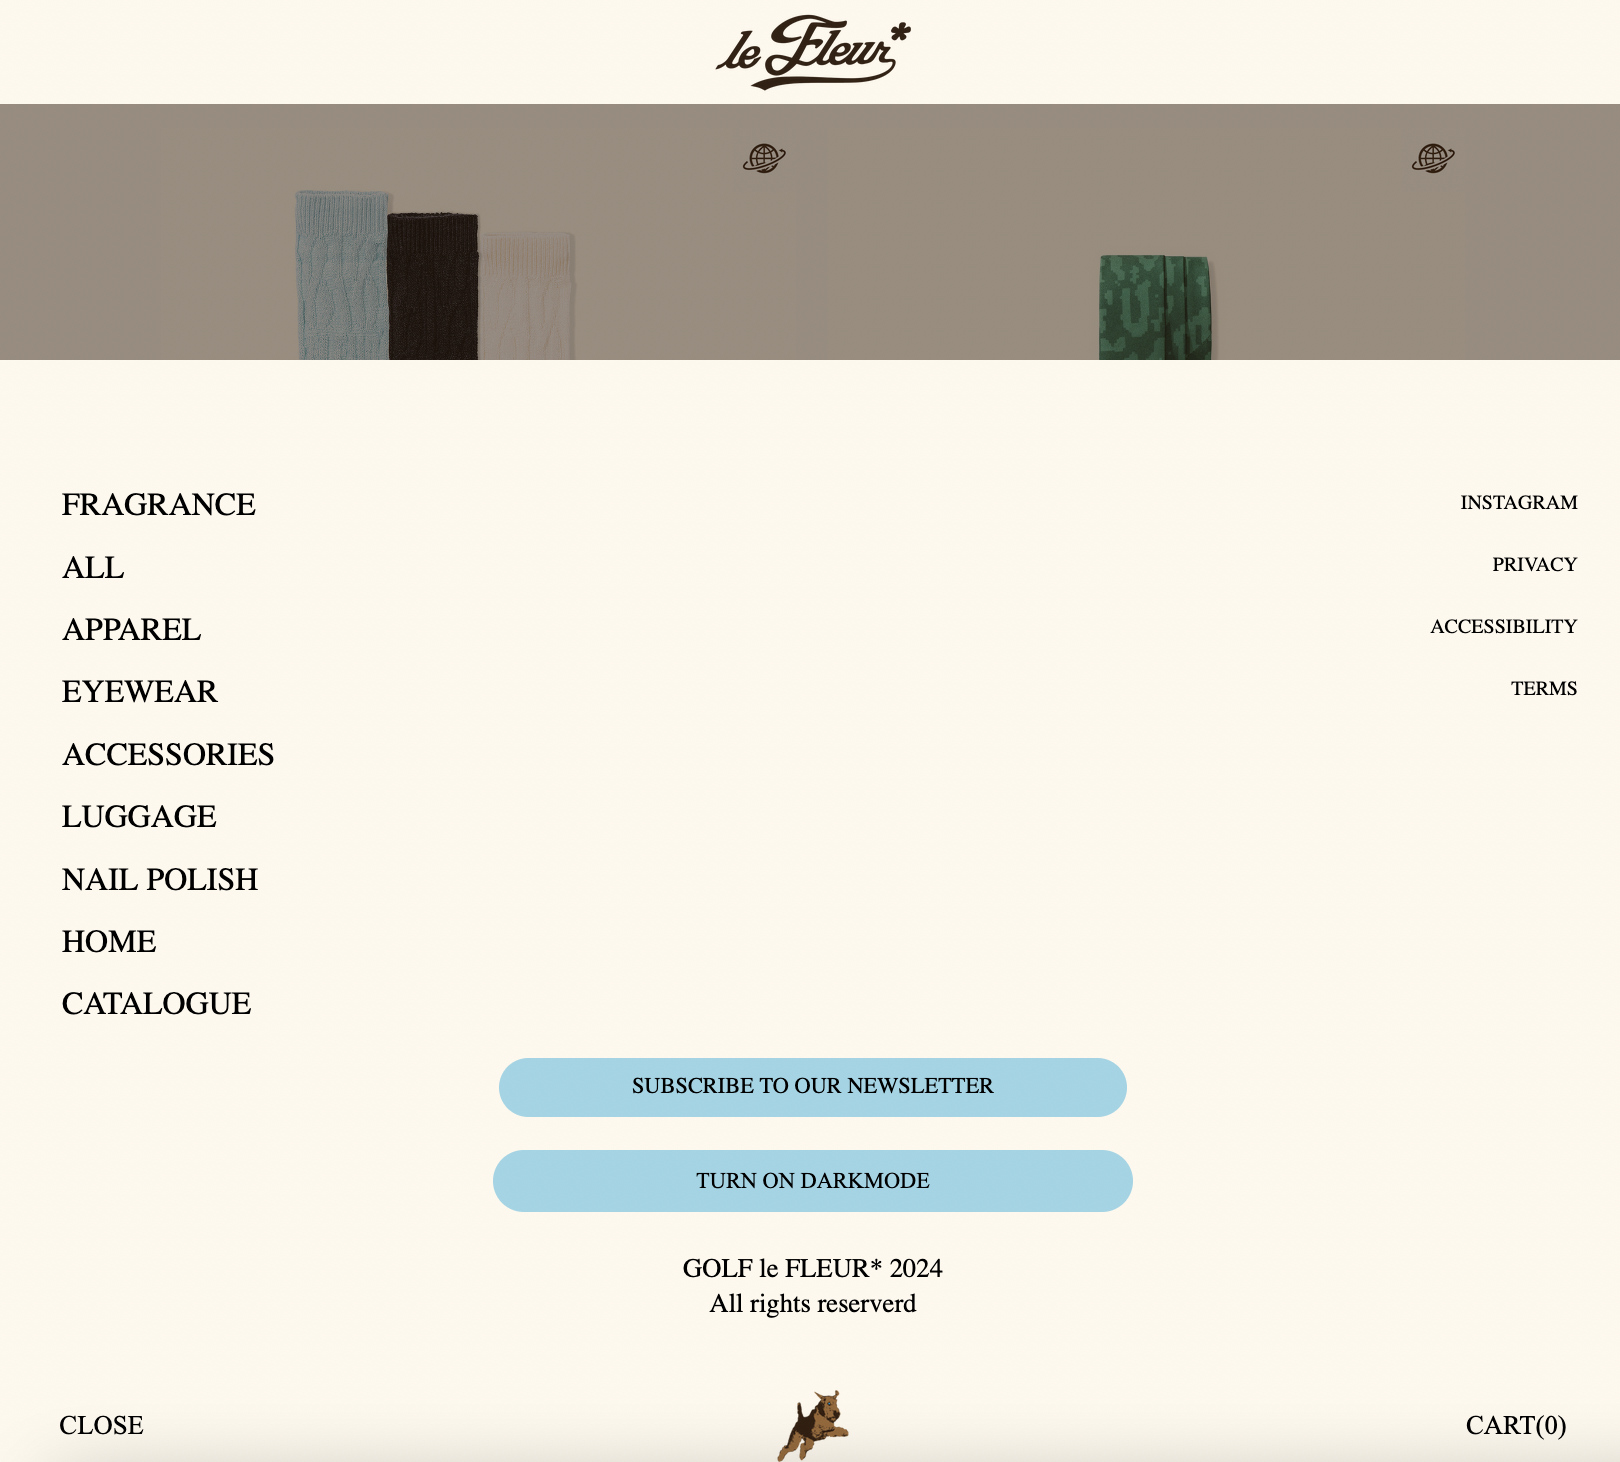 le Fleur*
FRAGRANCE
ALL
APPAREL
EYEWEAR
ACCESSORIES
LUGGAGE
NAIL POLISH
HOME
CATALOGUE
INSTAGRAM
PRIVACY
ACCESSIBILITY
TERMS
SUBSCRIBE TO OUR NEWSLETTER
TURN ON DARKMODE
GOLF le FLEUR* 2024
All rights reserverd
CLOSE
CART(0)